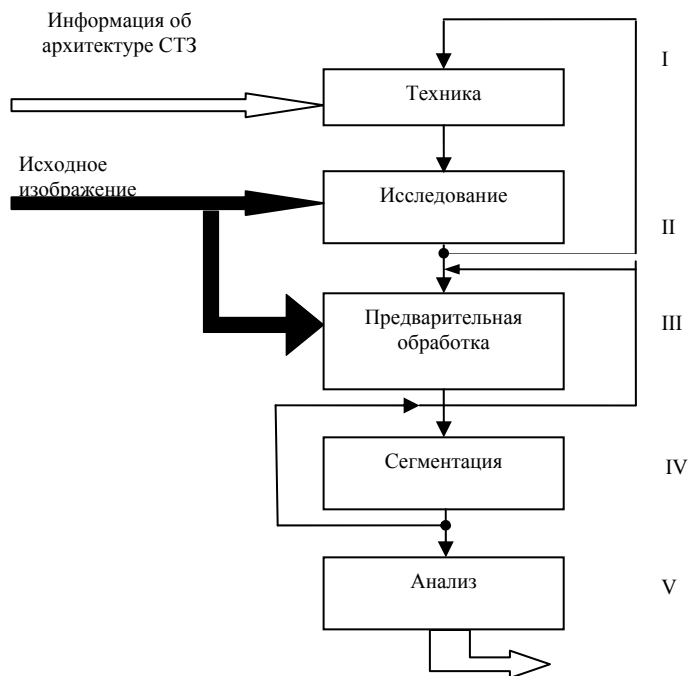 Информация об
архитектуре СТЗ
I
Техника
Исходное
изображение
Исследование
II
Предварительная
обработка
III
Сегментация
IV
Анализ
V